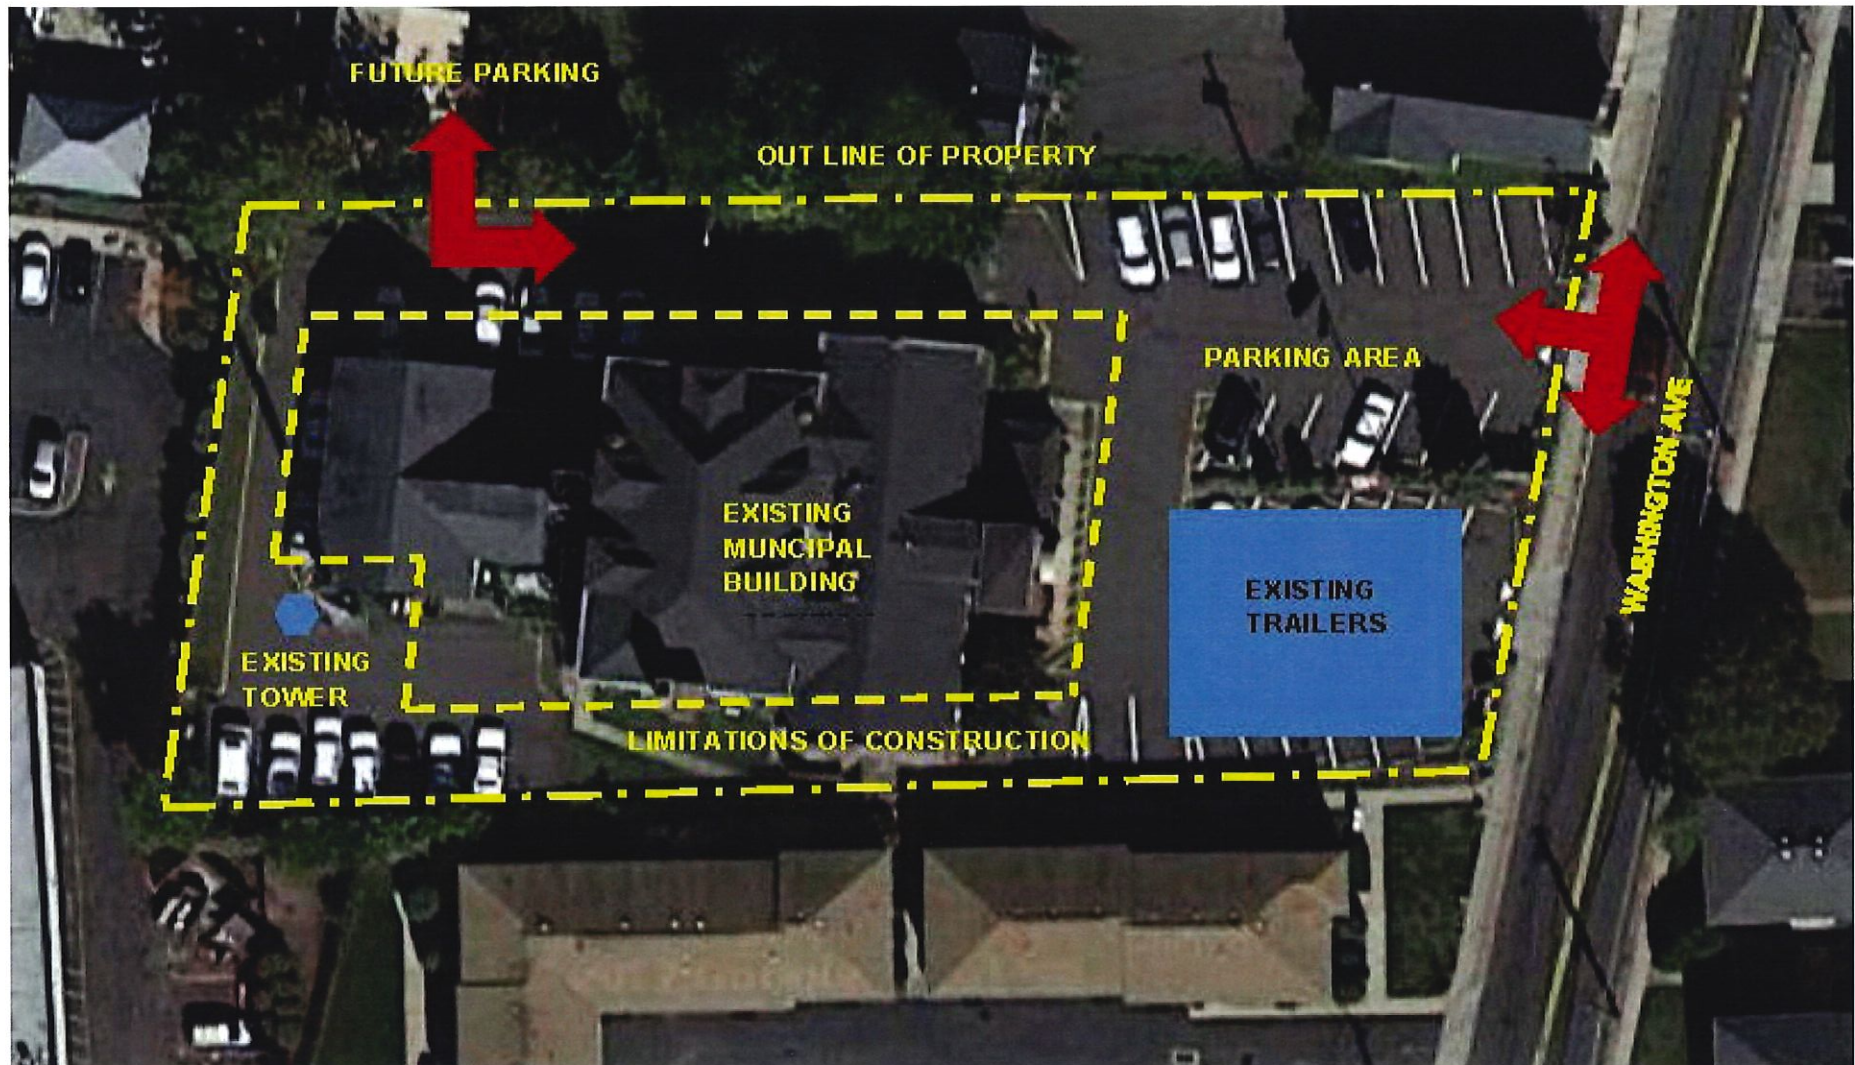 FUTURE PARKING
OUT LINE OF PROPERTY
PARKING AREA
WASHINGTON AVE
EXISTING
MUNCIPAL
BUILDING
EXISTING
TRAILERS
EXISTING
TOWER
LIMITATIONS OF CONSTRUCTION